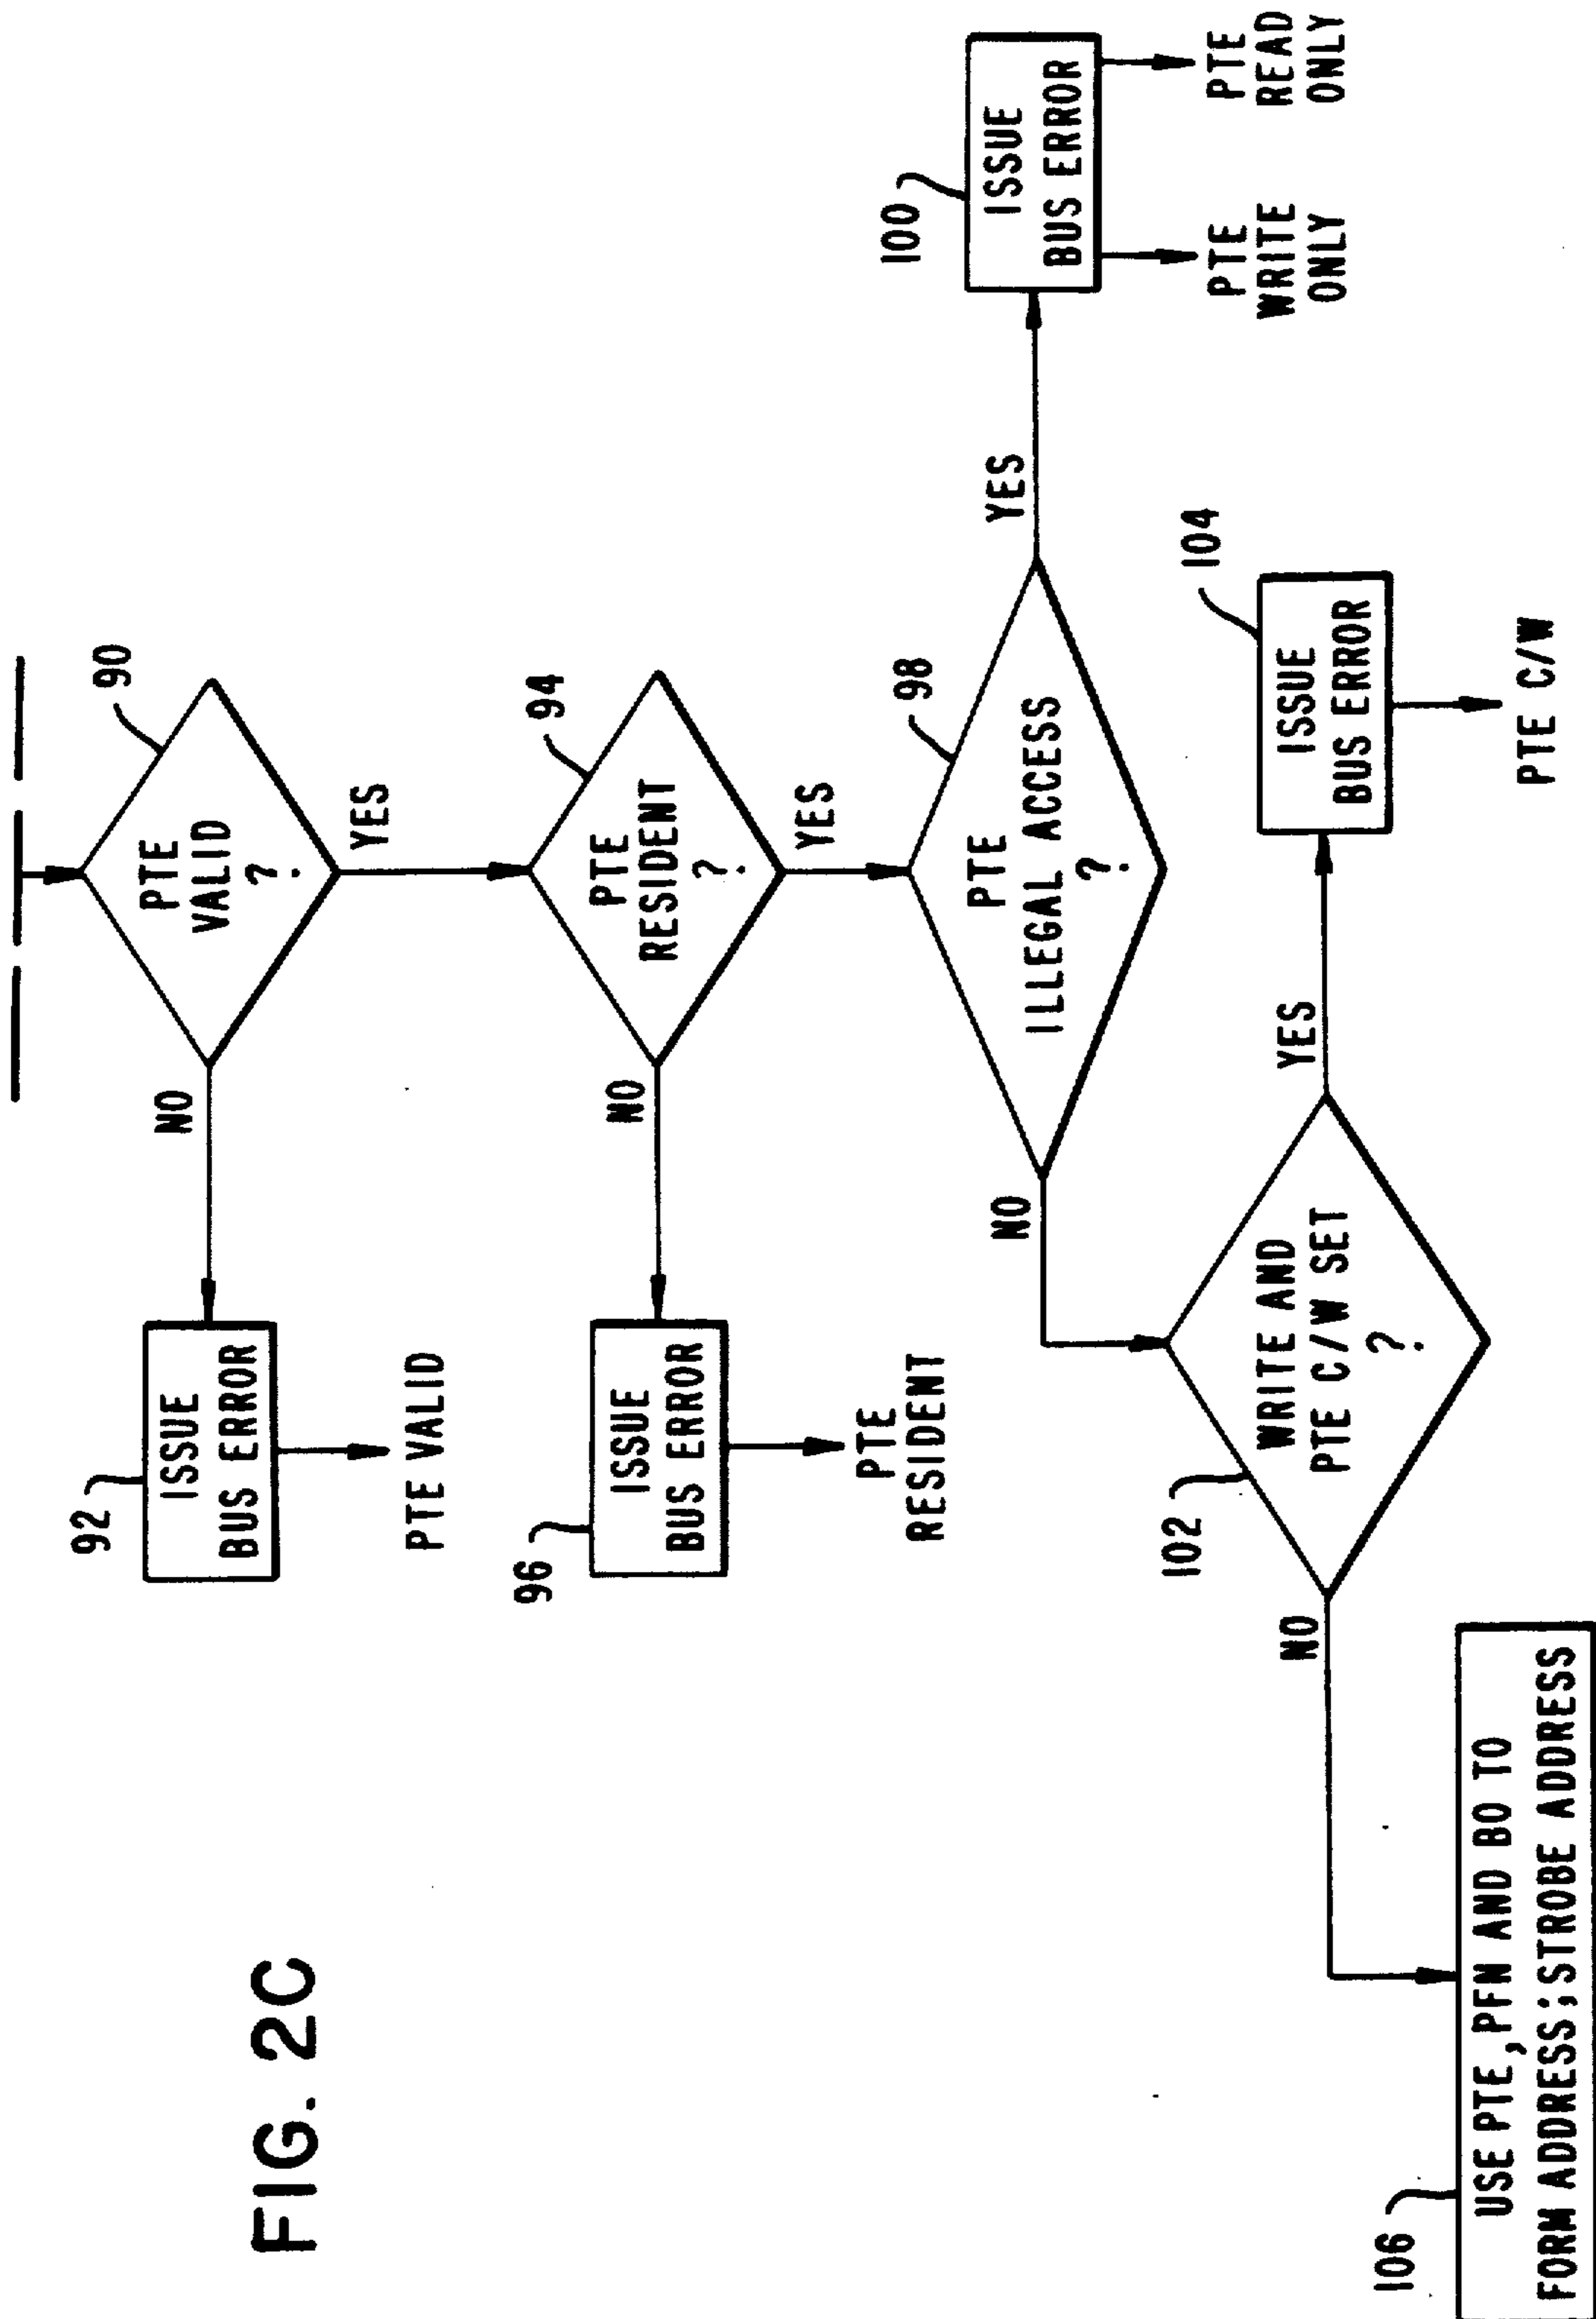 FIG. 2C
90
PTE
VALID
?
NO
YES
92
ISSUE
BUS ERROR
PTE VALID
94
PTE
RESIDENT
?
NO
YES
96
ISSUE
BUS ERROR
PTE
RESIDENT
98
PTE
ILLEGAL ACCESS
?
NO
YES
100
ISSUE
BUS ERROR
PTE
WRITE
ONLY
PTE
READ
ONLY
102
WRITE AND
PTE C/W SET
?
NO
YES
104
ISSUE
BUS ERROR
PTE C/W
106
USE PTE, PFN AND BO TO
FORM ADDRESS; STROBE ADDRESS